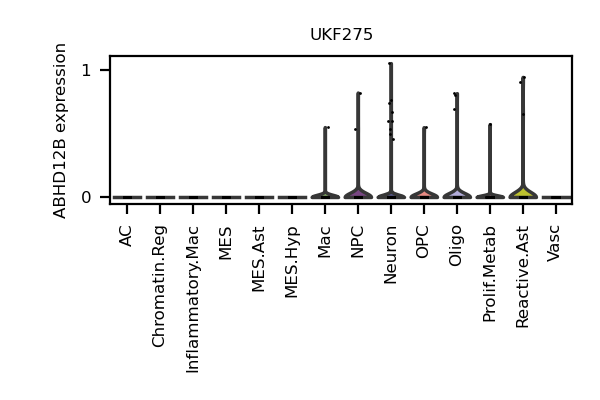 UKF275
ABHD12B expression
1
0
AC
Chromatin.Reg
Inflammatory.Mac
MES
MES.Ast
MES.Hyp
Mac
NPC
Neuron
OPC
Oligo
Prolif.Metab
Reactive.Ast
Vasc